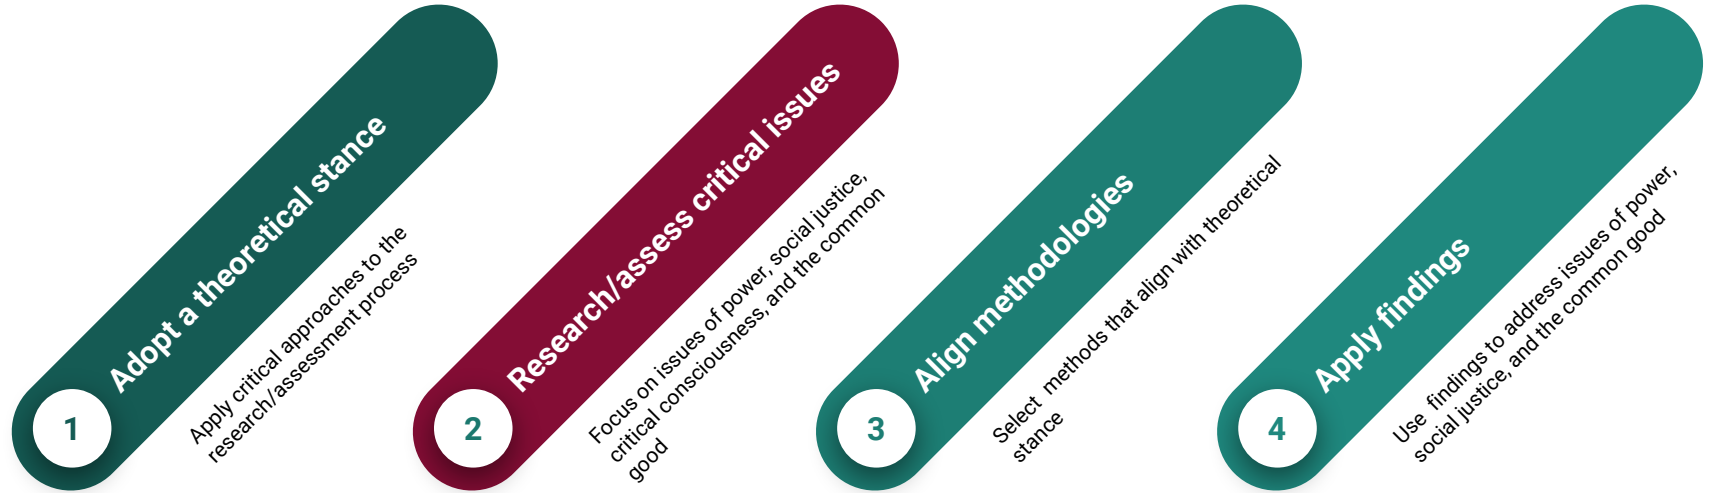 1
Adopt a theoretical stance
Apply critical approaches to the
research/assessment process
2
Research/assess critical issues
Focus on issues of power, social justice,
critical consciousness, and the common
good
3
Align methodologies
Select  methods that align with theoretical
stance
4
Apply findings
Use  findings to address issues of power,
social justice, and the common good